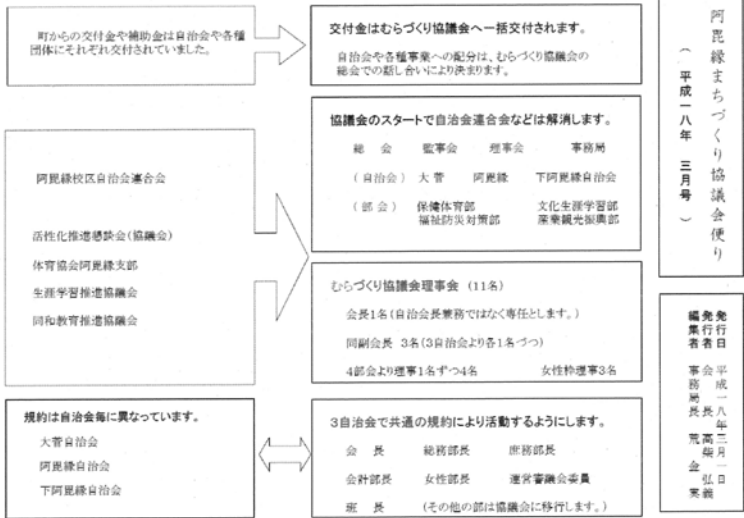 阿毘縁まちづくり協議会便り
（ 平成一八年 三月号 ）
発行日 平成一八年三月一日
発行者 会長 高柴 弘
編集者 事務局長 荒金 義実
町からの交付金や補助金は自治会や各種
団体にそれぞれ交付されていました。
交付金はむらづくり協議会へ一括交付されます。
自治会や各種事業への配分は、むらづくり協議会の
総会での話し合いにより決まります。
阿毘縁校区自治会連合会
活性化推進懇談会（協議会）
体育協会阿毘縁支部
生涯学習推進協議会
同和教育推進協議会
協議会のスタートで自治会連合会などは解消します。
総 会 監事会 理事会 事務局
（自治会） 大 菅 阿毘縁 下阿毘縁自治会
（部 会） 保健体育部 文化生涯学習部
福祉防災対策部 産業観光振興部
むらづくり協議会理事会 (11名)
会長1名(自治会長兼務ではなく専任とします。)
同副会長 3名(3自治会より各1名づつ)
4部会より理事1名ずつ4名 女性枠理事3名
規約は自治会毎に異なっています。
大菅自治会
阿毘縁自治会
下阿毘縁自治会
3自治会で共通の規約により活動するようにします。
会 長 総務部長 庶務部長
会計部長 女性部長 運営審議会委員
班 長 (その他の部は協議会に移行します。)